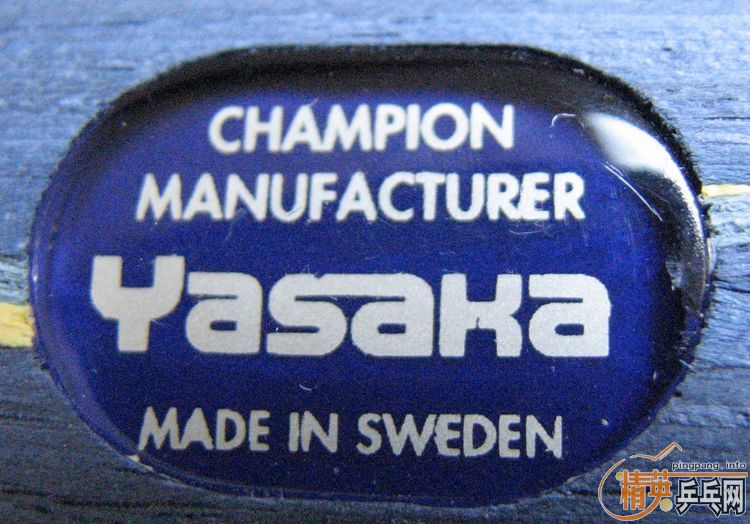 CHAMPION
MANUFACTURER
Yasaka
MADE IN SWEDEN
pingpang.info
精英乒乓网